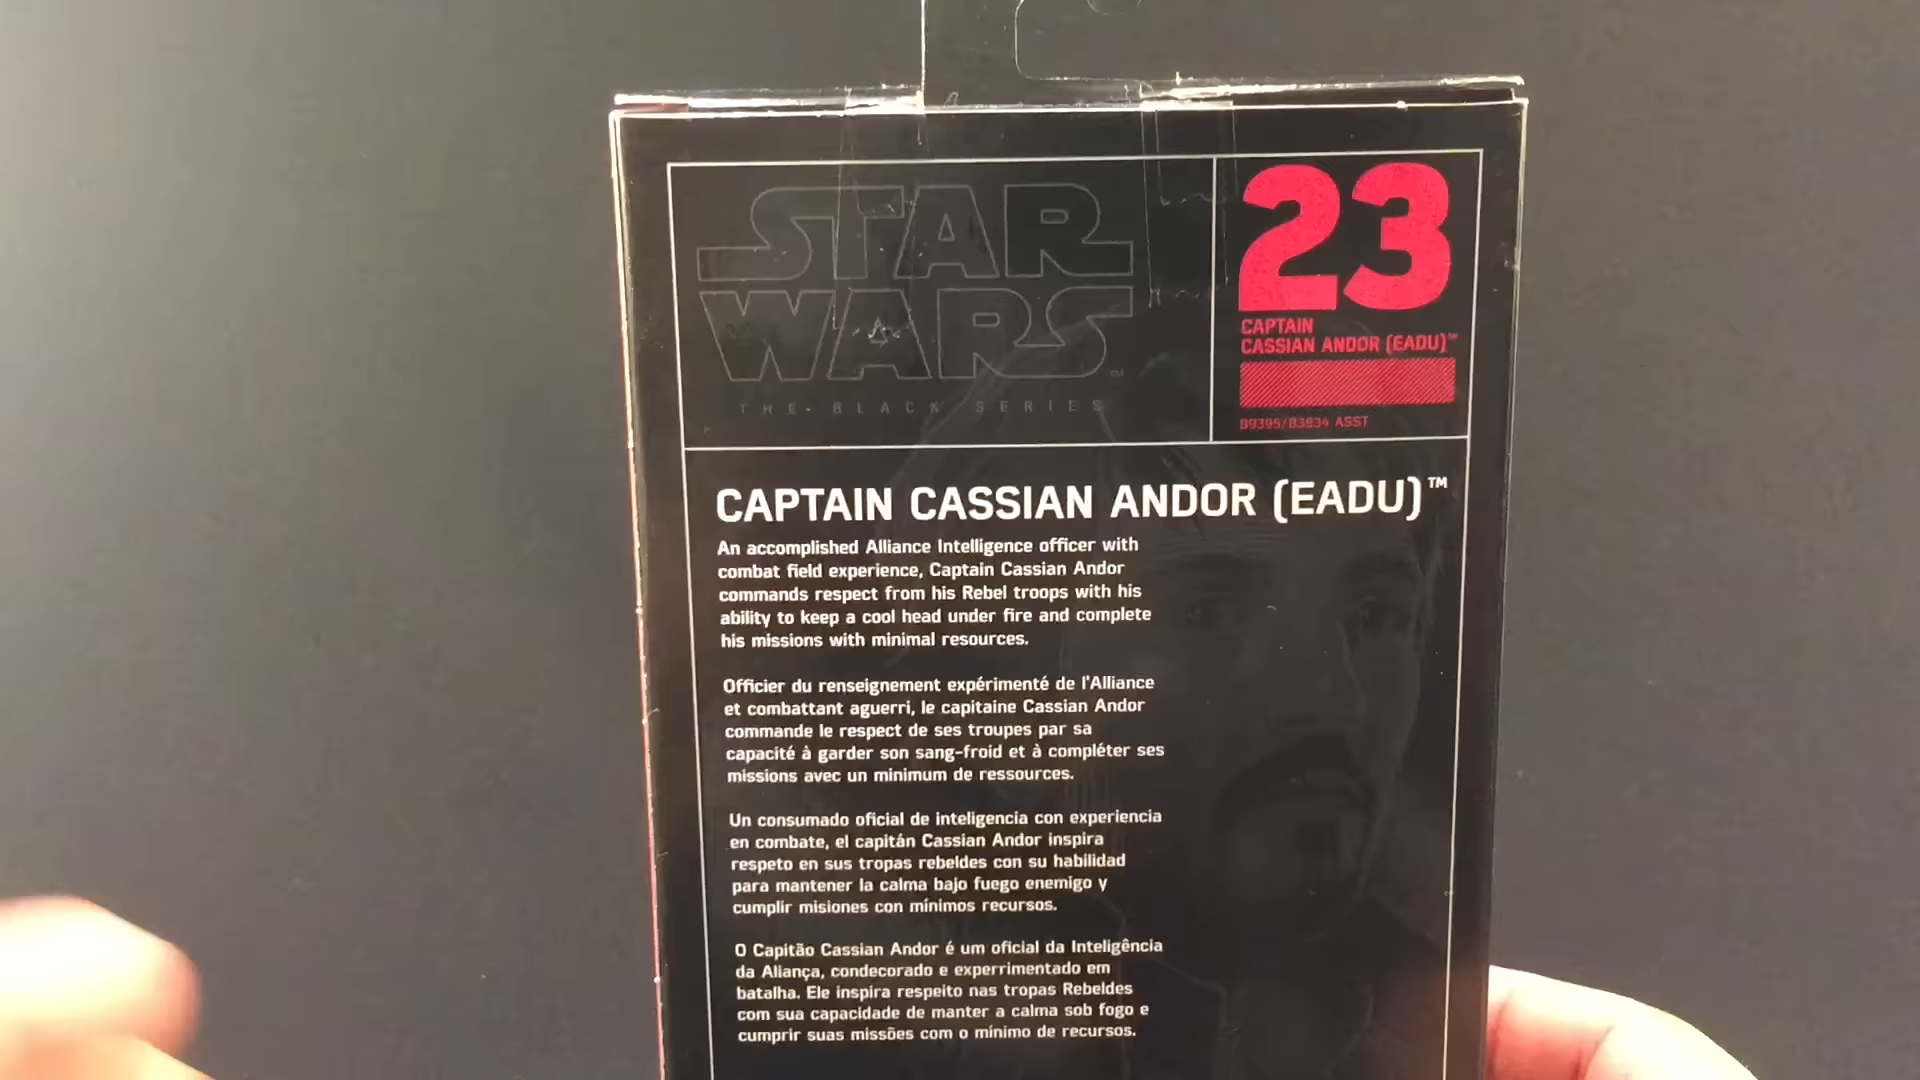 STAR
WARS
THE BLACK SERIES
23
CAPTAIN
CASSIAN ANDOR (EADU)™
B9395/B3834 ASST
CAPTAIN CASSIAN ANDOR (EADU)™
An accomplished Alliance Intelligence officer with
combat field experience, Captain Cassian Andor
commands respect from his Rebel troops with his
ability to keep a cool head under fire and complete
his missions with minimal resources.
Officier du renseignement expérimenté de l'Alliance
et combattant aguerri, le capitaine Cassian Andor
commande le respect de ses troupes par sa
capacité à garder son sang-froid et à compléter ses
missions avec un minimum de ressources.
Un consumado oficial de inteligencia con experiencia
en combate, el capitán Cassian Andor inspira
respeto en sus tropas rebeldes con su habilidad
para mantener la calma bajo fuego enemigo y
cumplir misiones con mínimos recursos.
O Capitão Cassian Andor é um oficial da Inteligência
da Aliança, condecorado e experrimentado em
batalha. Ele inspira respeito nas tropas Rebeldes
com sua capacidade de manter a calma sob fogo e
cumprir suas missões com o mínimo de recursos.